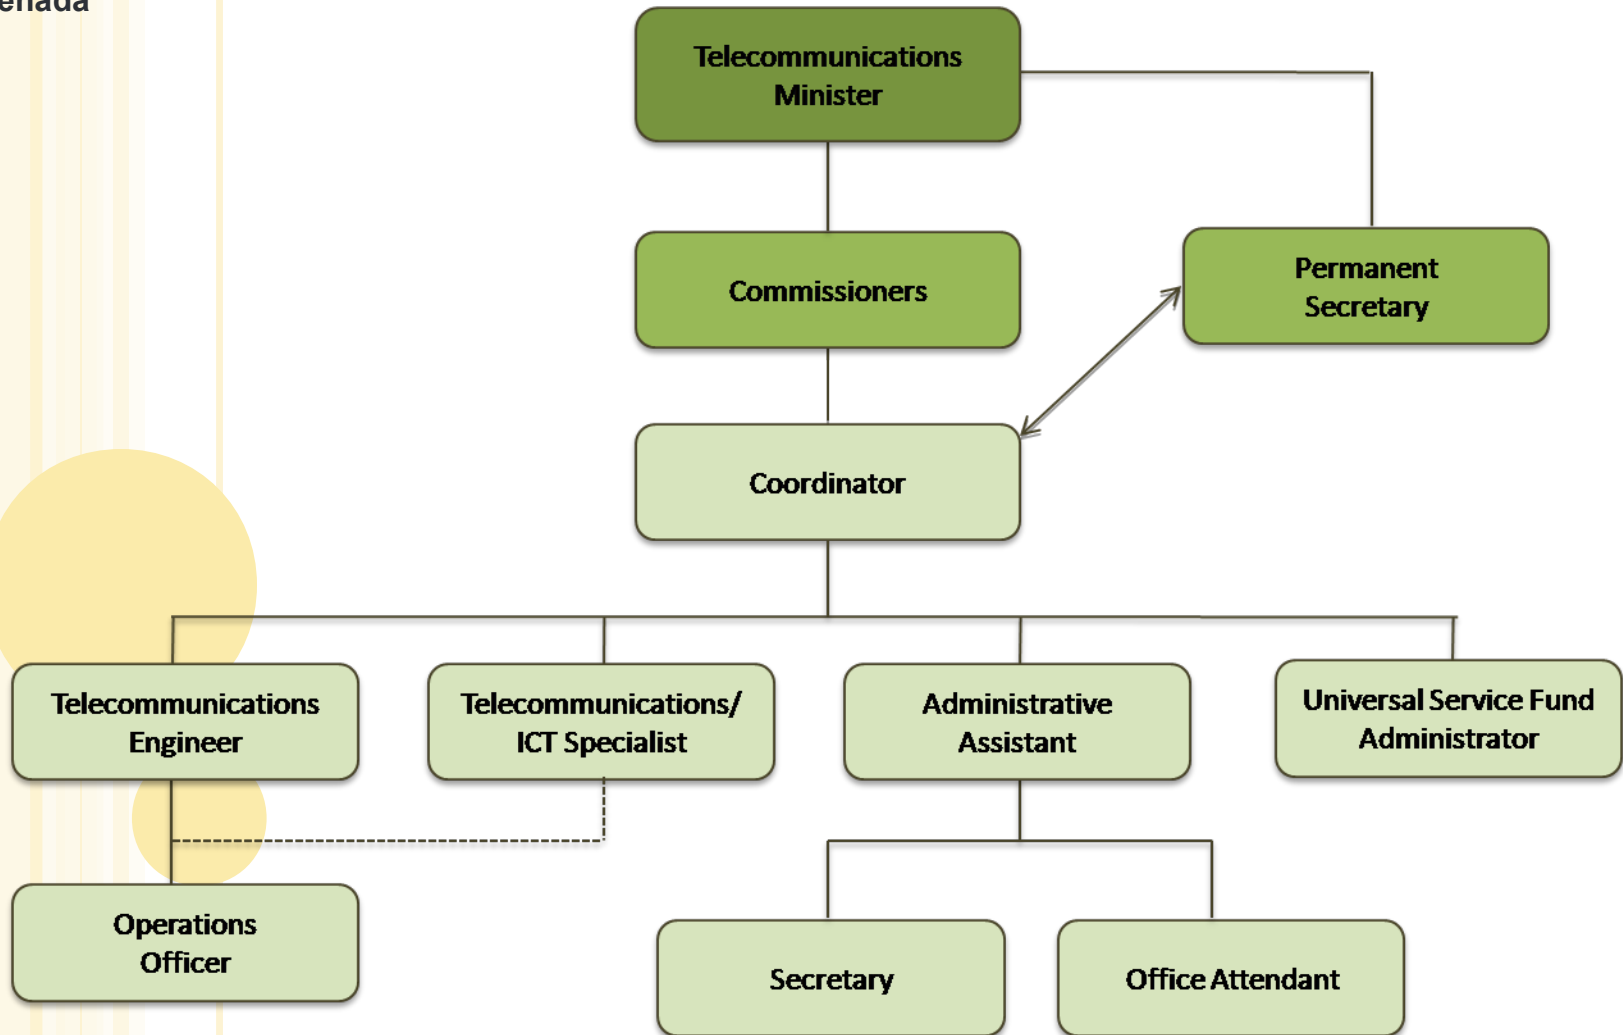 enada
Telecommunications
Minister
Commissioners
Permanent
Secretary
Coordinator
Telecommunications
Engineer
Telecommunications/
ICT Specialist
Administrative
Assistant
Universal Service Fund
Administrator
Operations
Officer
Secretary
Office Attendant